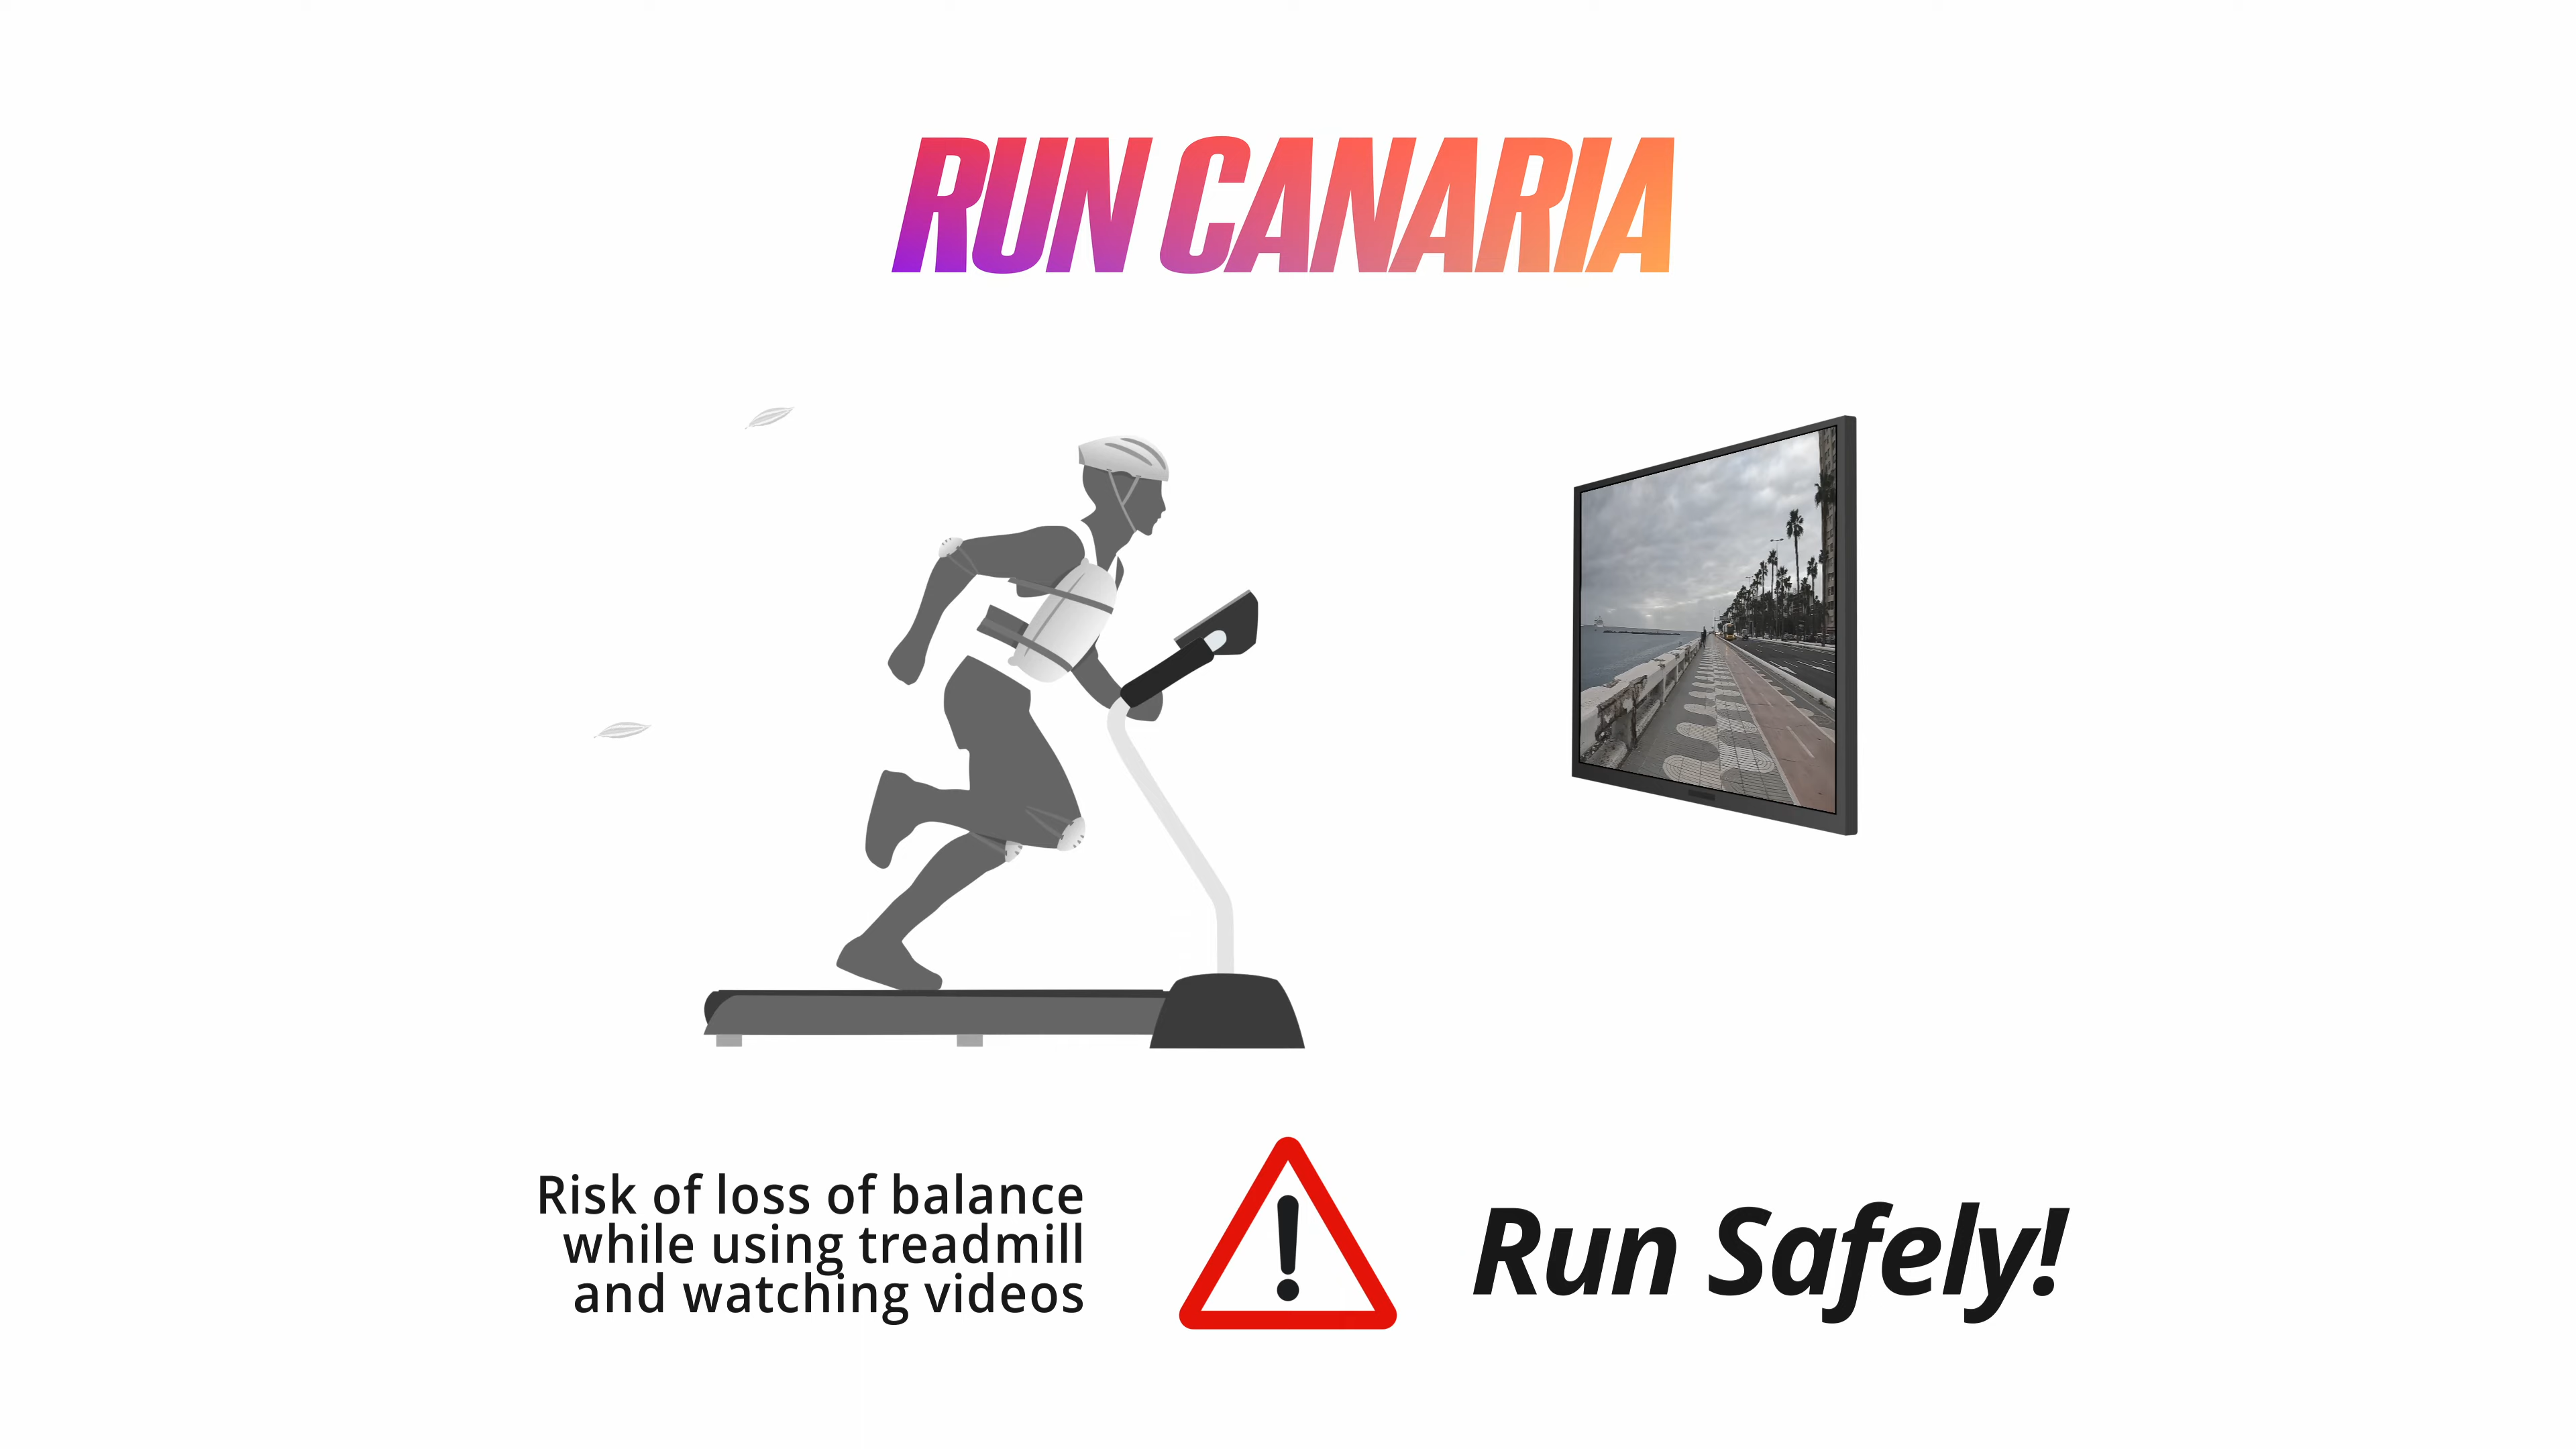 RUN CANARIA
Risk of loss of balance
while using treadmill
and watching videos
!
Run Safely!